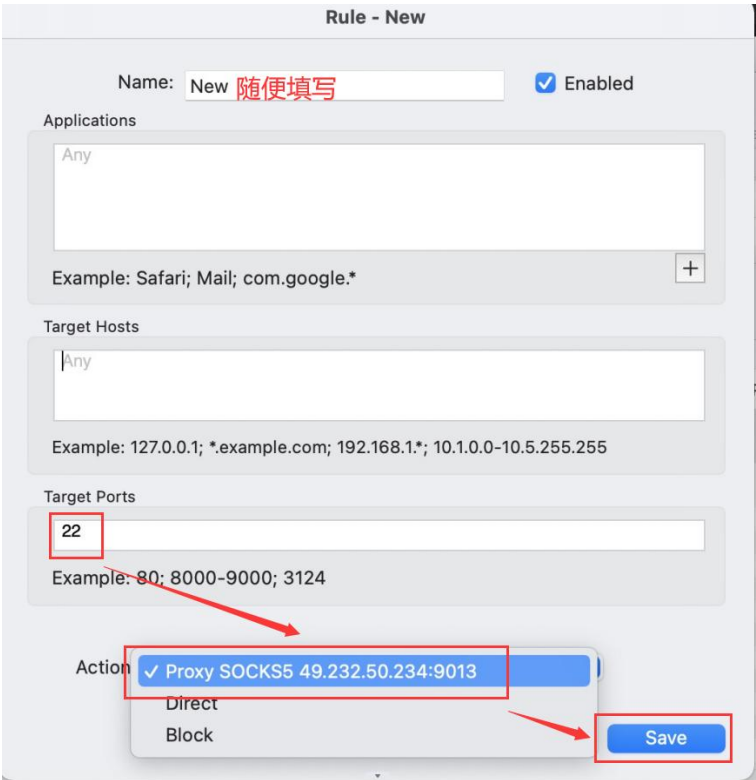 Rule - New
Name: New 随便填写 Enabled
Applications
Any
Example: Safari; Mail; com.google.*
+
Target Hosts
Any
Example: 127.0.0.1; *.example.com; 192.168.1.*; 10.1.0.0-10.5.255.255
Target Ports
22
Example: 80; 8000-9000; 3124
Action ✓ Proxy SOCKS5 49.232.50.234:9013
Direct
Block
Save